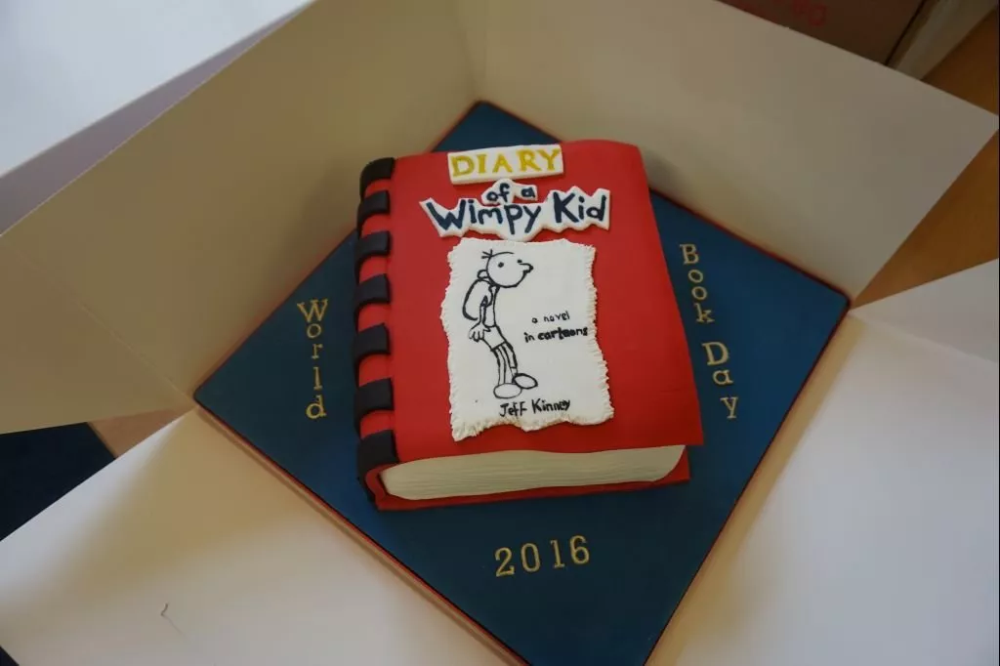 DIARY
of a
Wimpy Kid
a novel
in cartoons
Jeff Kinney
World
Book Day
2016